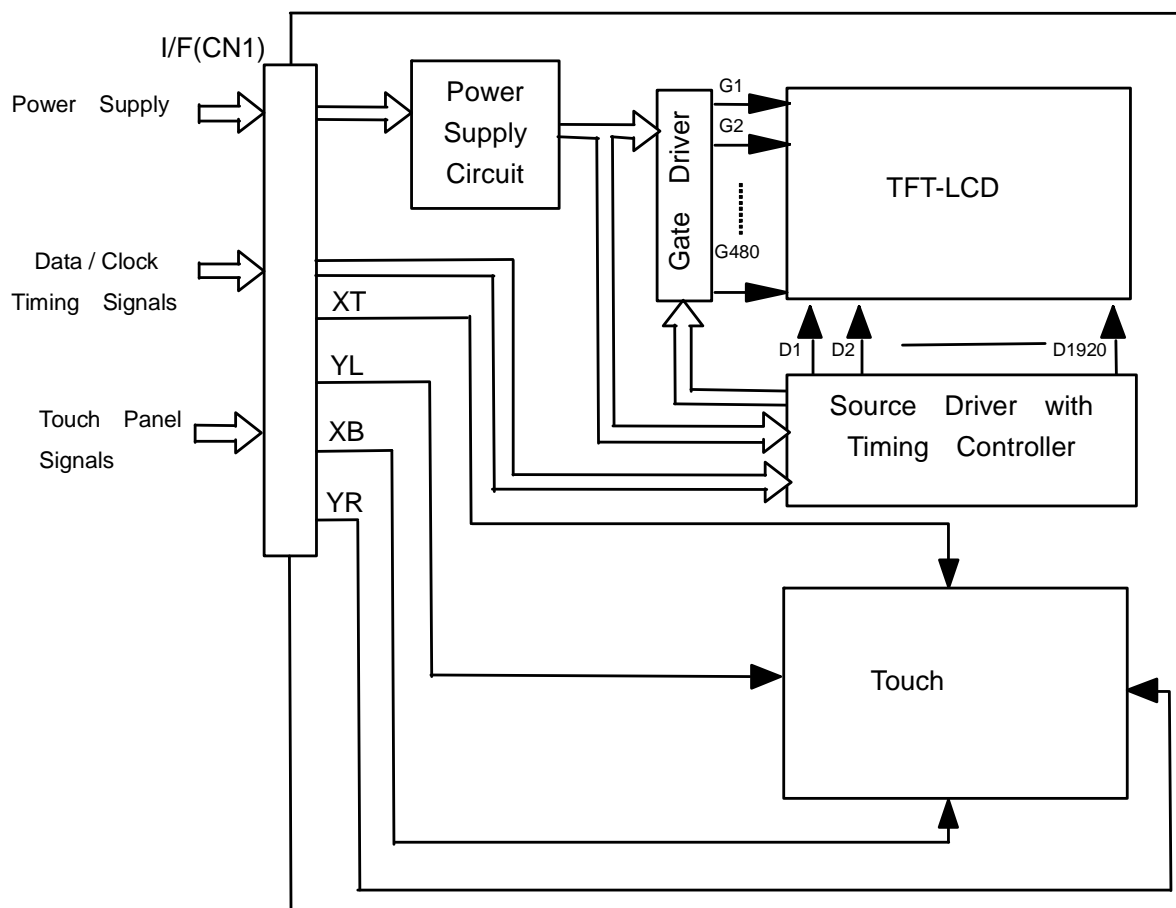 I/F(CN1)
Power Supply
Power
Supply
Circuit
Gate Driver
G1
G2
G480
TFT-LCD
Data / Clock
Timing Signals
XT
YL
XB
YR
Touch Panel
Signals
D1
D2
D1920
Source Driver with
Timing Controller
Touch